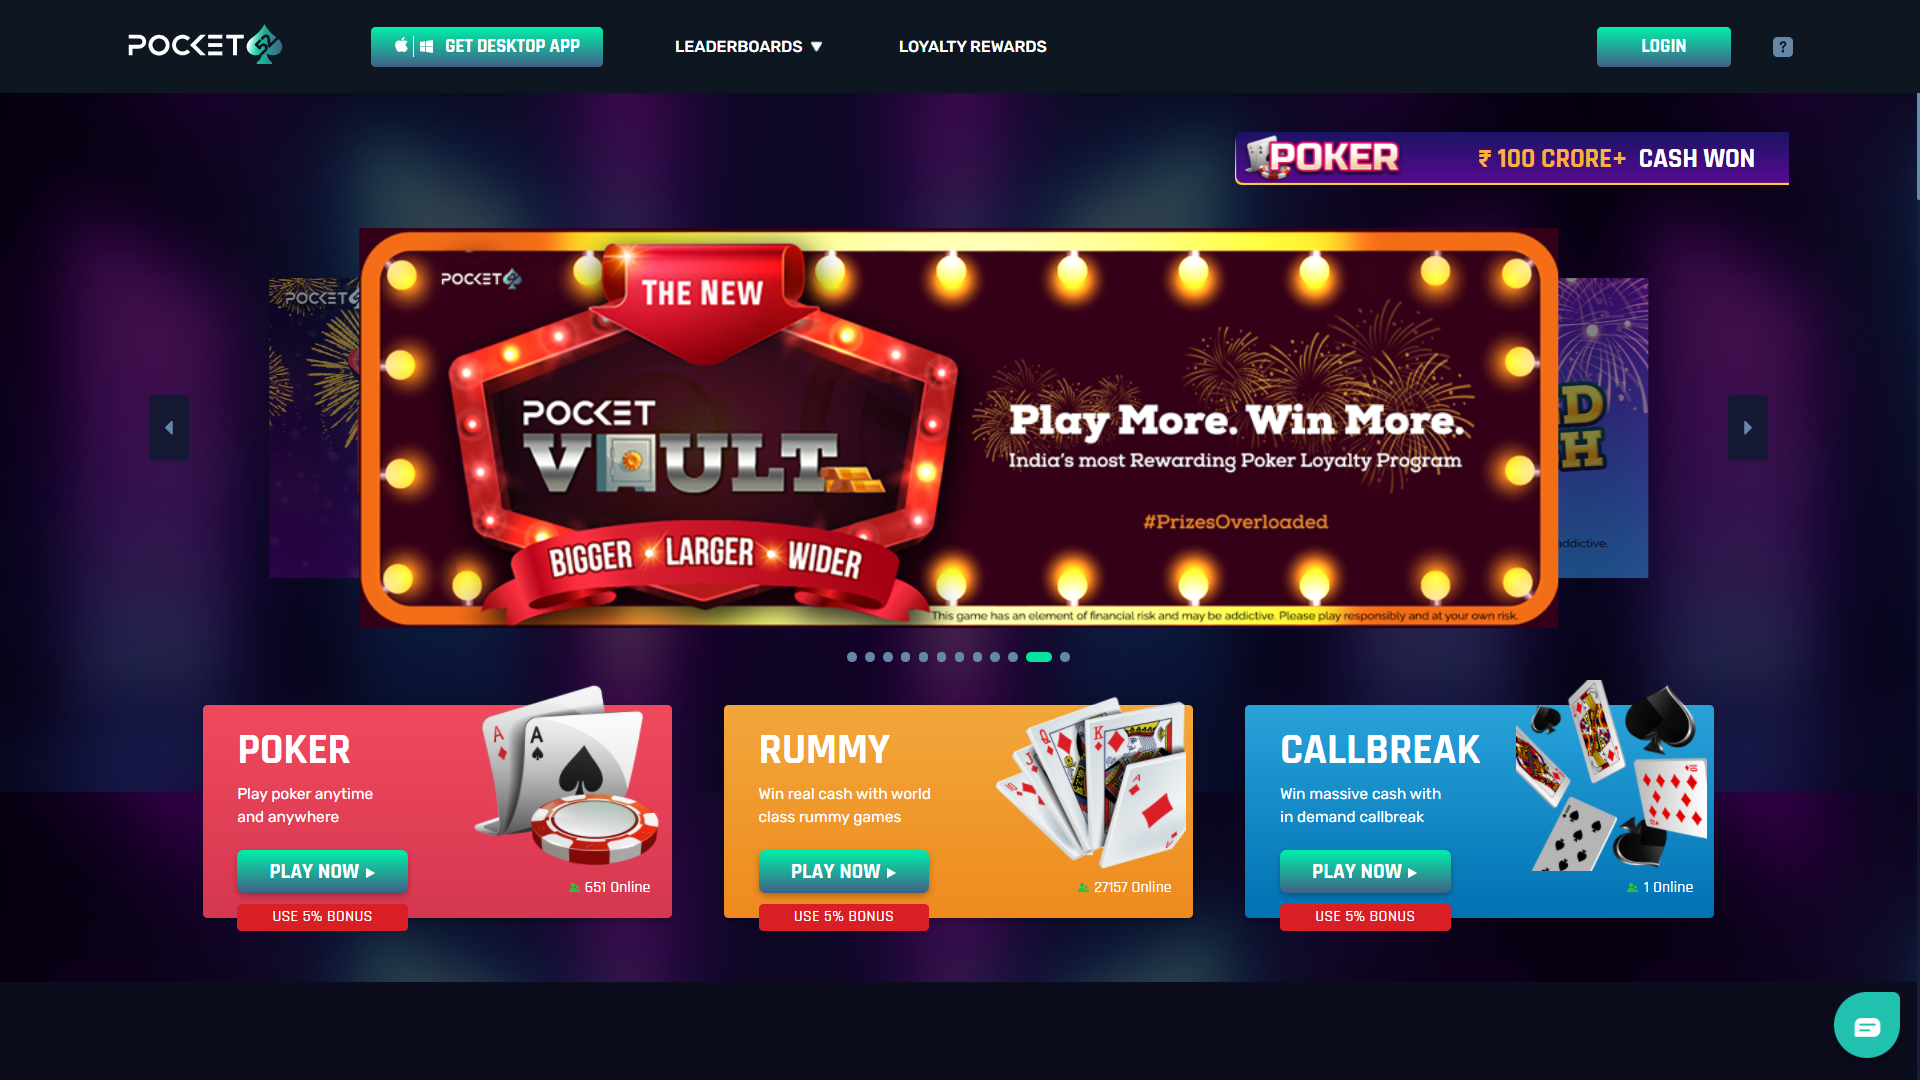 POCKET52
GET DESKTOP APP
LEADERBOARDS ▼
LOYALTY REWARDS
LOGIN
?
POKER
₹ 100 CRORE+ CASH WON
POCKET52
THE NEW
POCKET
VAULT
BIGGER LARGER WIDER
Play More. Win More.
India's most Rewarding Poker Loyalty Program
#PrizesOverloaded
This game has an element of financial risk and may be addictive. Please play responsibly and at your own risk.
POCKET
addictive.
POKER
Play poker anytime
and anywhere
PLAY NOW ▸
651 Online
USE 5% BONUS
RUMMY
Win real cash with world
class rummy games
PLAY NOW ▸
27157 Online
USE 5% BONUS
CALLBREAK
Win massive cash with
in demand callbreak
PLAY NOW ▸
1 Online
USE 5% BONUS